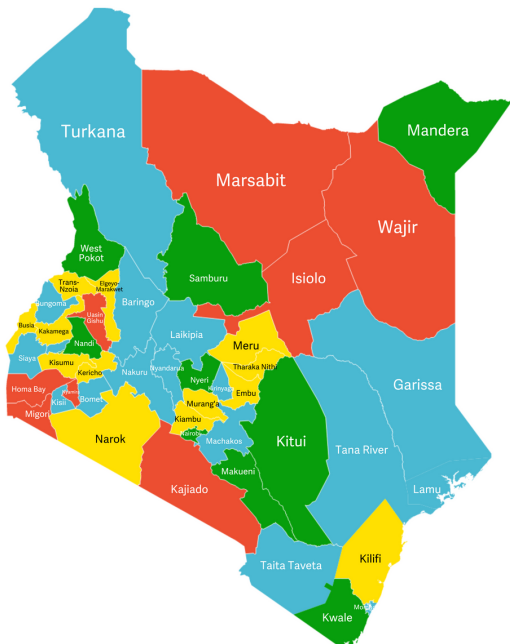 Turkana
Mandera
Marsabit
Wajir
West
Pokot
Samburu
Isiolo
Trans-
Nzoia
Elgeyo-
Marakwet
Baringo
Bungoma
Uasin
Gishu
Busia
Kakamega
Laikipia
Nandi
Meru
Siaya
Kisumu
Kericho
Nakuru
Nyandarua
Tharaka Nithi
Nyeri
Garissa
Homa Bay
Kisii
Bomet
Embu
Murang'a
Migori
Kiambu
Narok
Nairobi
Machakos
Kitui
Tana River
Makueni
Kajiado
Lamu
Kilifi
Taita Taveta
Kwale